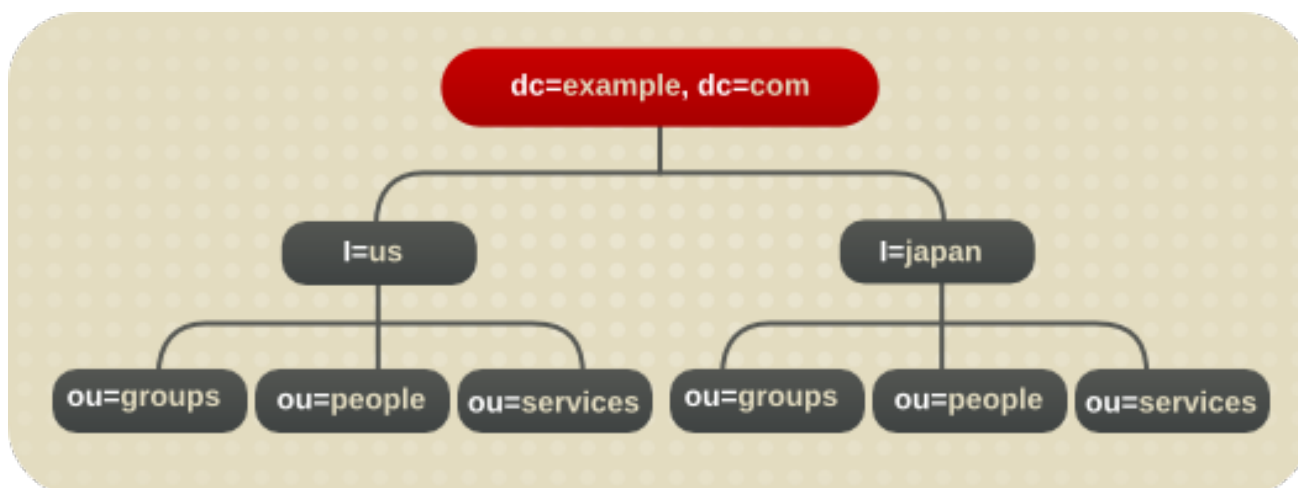 dc=example, dc=com
l=us
l=japan
ou=groups
ou=people
ou=services
ou=groups
ou=people
ou=services